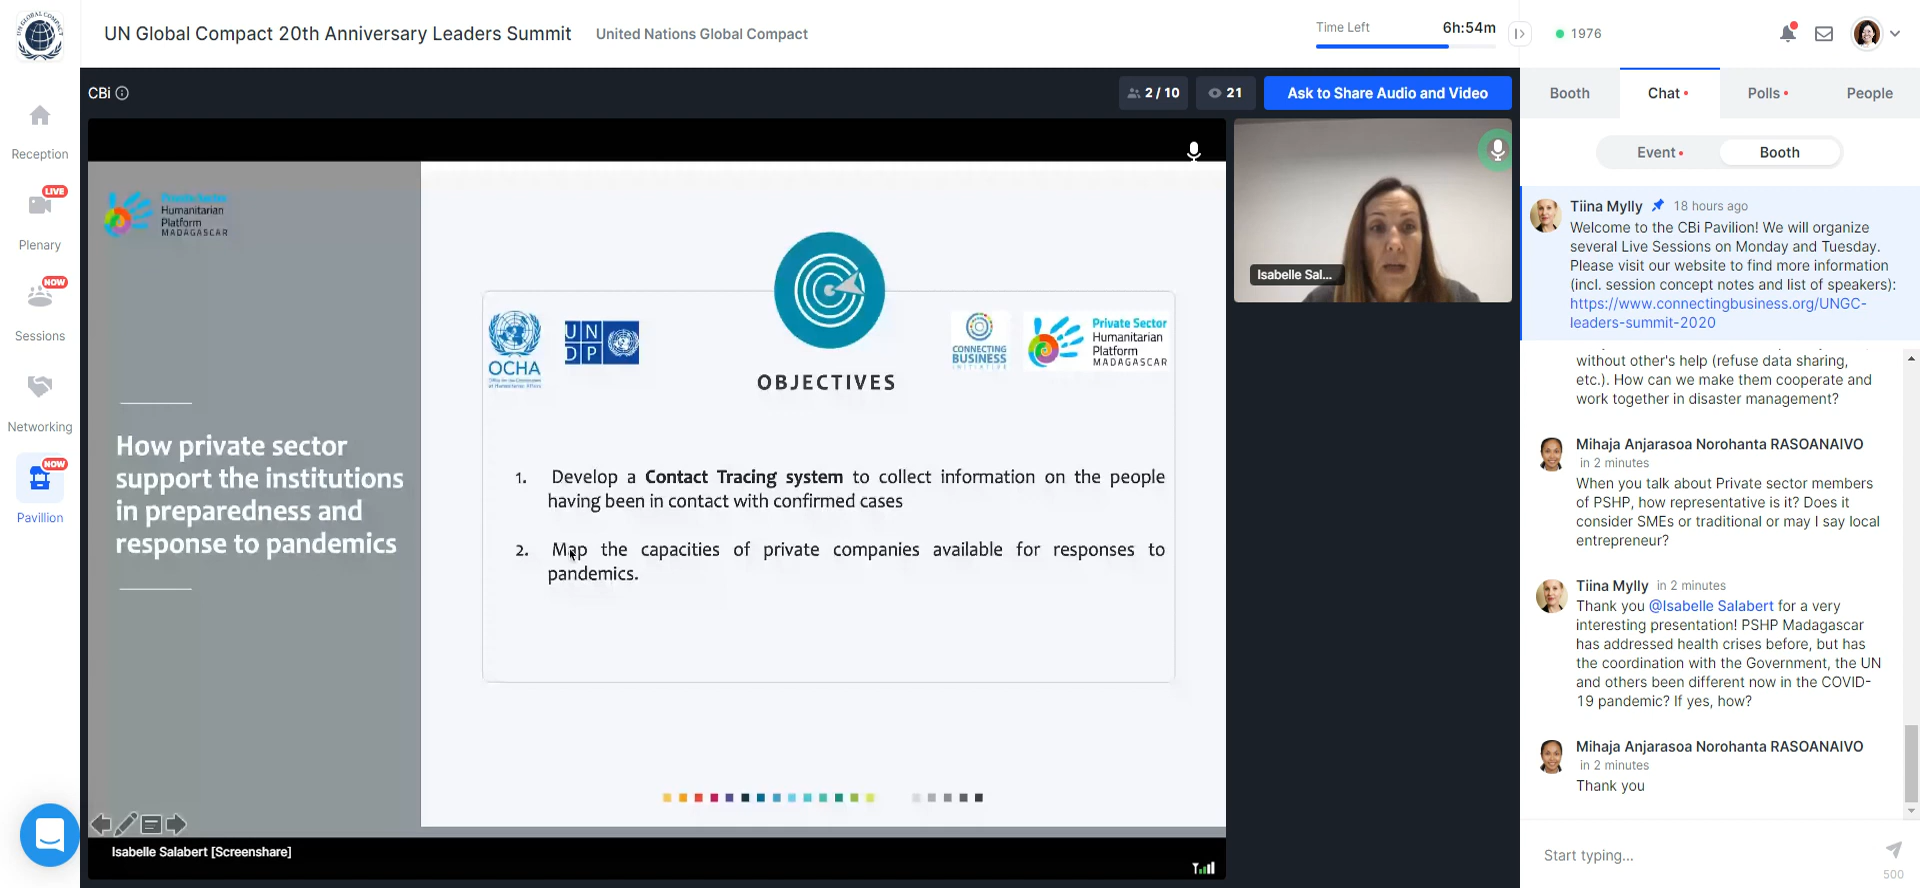 UN GLOBAL COMPACT
UN Global Compact 20th Anniversary Leaders Summit
United Nations Global Compact
Time Left
6h:54m
1976
Reception
LIVE
Plenary
NOW
Sessions
Networking
NOW
Pavillion
CBi
2 / 10
21
Ask to Share Audio and Video
Private Sector
Humanitarian
Platform
MADAGASCAR
How private sector
support the institutions
in preparedness and
response to pandemics
OCHA
UN
DP
CONNECTING
BUSINESS
INITIATIVE
Private Sector
Humanitarian
Platform
MADAGASCAR
OBJECTIVES
1. Develop a Contact Tracing system to collect information on the people
having been in contact with confirmed cases
2. Map the capacities of private companies available for responses to
pandemics.
Isabelle Salabert [Screenshare]
Isabelle Sal...
Booth
Chat
Polls
People
Event
Booth
Tiina Mylly
18 hours ago
Welcome to the CBi Pavilion! We will organize
several Live Sessions on Monday and Tuesday.
Please visit our website to find more information
(incl. session concept notes and list of speakers):
https://www.connectingbusiness.org/UNGC-
leaders-summit-2020
without other's help (refuse data sharing,
etc.). How can we make them cooperate and
work together in disaster management?
Mihaja Anjarasoa Norohanta RASOANAIVO
in 2 minutes
When you talk about Private sector members
of PSHP, how representative is it? Does it
consider SMEs or traditional or may I say local
entrepreneur?
Tiina Mylly in 2 minutes
Thank you @Isabelle Salabert for a very
interesting presentation! PSHP Madagascar
has addressed health crises before, but has
the coordination with the Government, the UN
and others been different now in the COVID-
19 pandemic? If yes, how?
Mihaja Anjarasoa Norohanta RASOANAIVO
in 2 minutes
Thank you
Start typing...
500